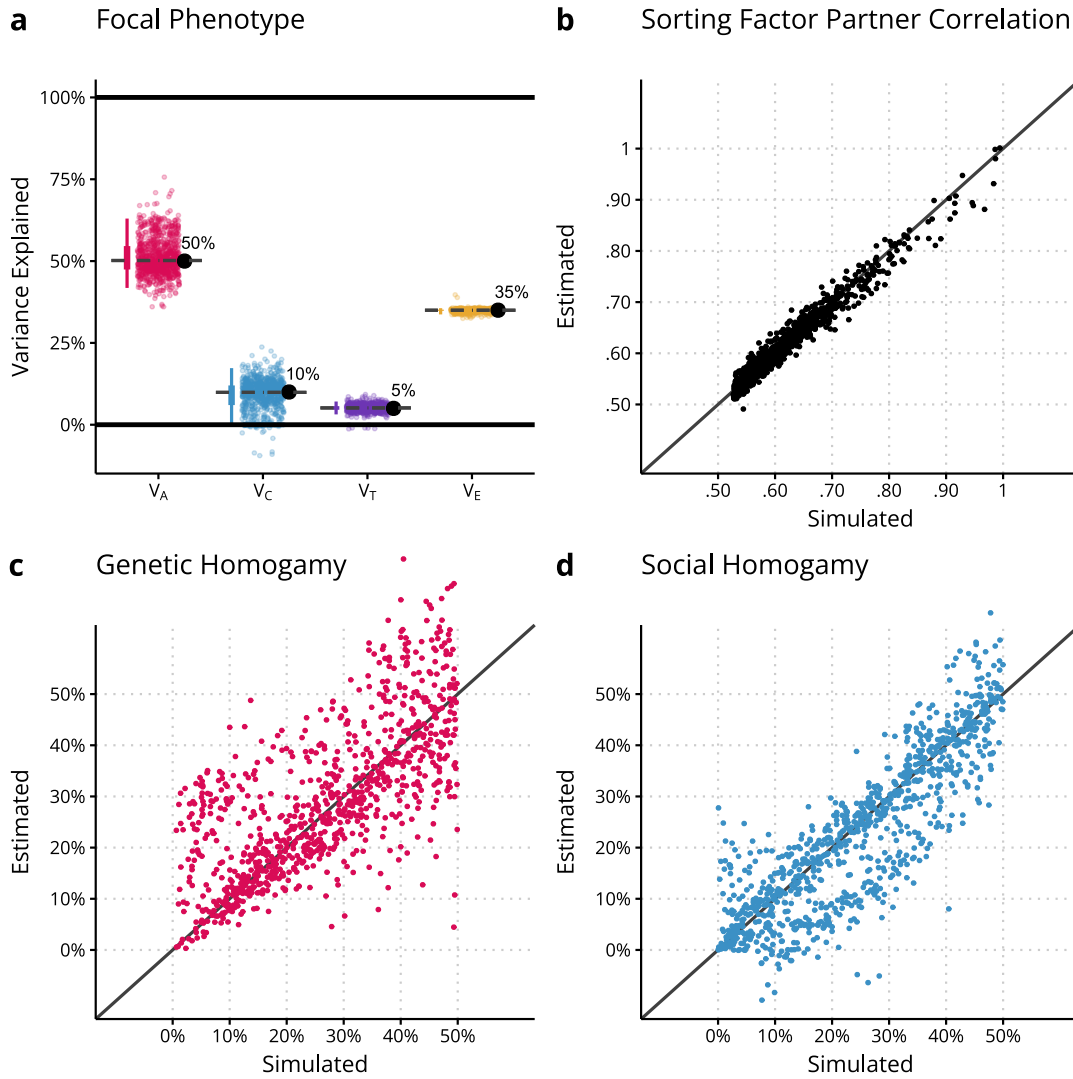 a Focal Phenotype
Variance Explained
100%
75%
50%
25%
0%
50%
10%
5%
35%
VA VC VT VE
b Sorting Factor Partner Correlation
Estimated
1
.90
.80
.70
.60
.50
.50 .60 .70 .80 .90 1
Simulated
c Genetic Homogamy
Estimated
50%
40%
30%
20%
10%
0%
0% 10% 20% 30% 40% 50%
Simulated
d Social Homogamy
Estimated
50%
40%
30%
20%
10%
0%
0% 10% 20% 30% 40% 50%
Simulated